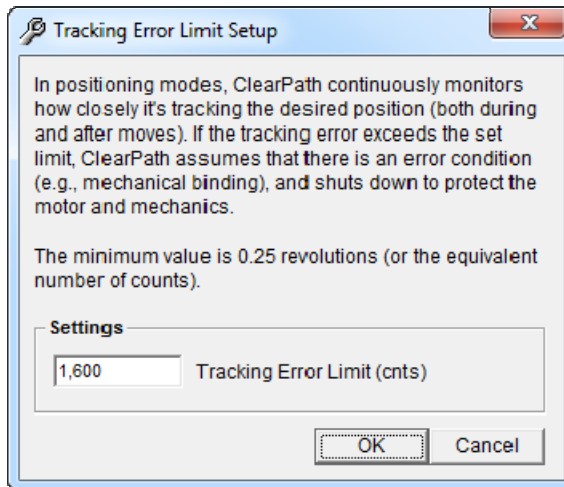 Tracking Error Limit Setup
In positioning modes, ClearPath continuously monitors
how closely it's tracking the desired position (both during
and after moves). If the tracking error exceeds the set
limit, ClearPath assumes that there is an error condition
(e.g., mechanical binding), and shuts down to protect the
motor and mechanics.
The minimum value is 0.25 revolutions (or the equivalent
number of counts).
Settings
1,600 Tracking Error Limit (cnts)
OK Cancel